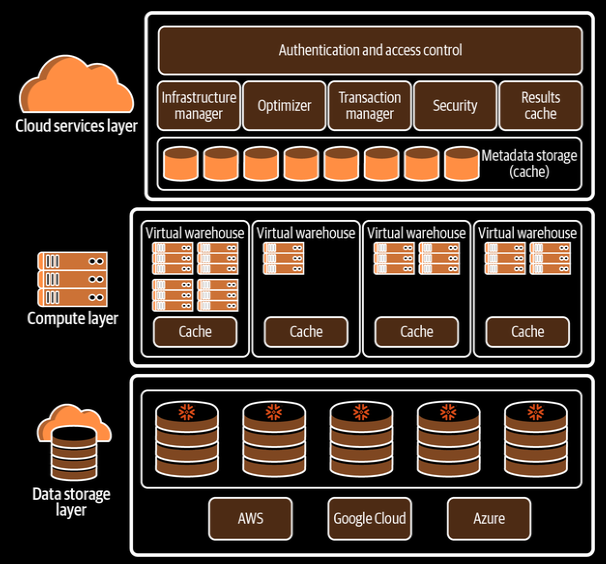 Authentication and access control
Cloud services layer
Infrastructure
manager
Optimizer
Transaction
manager
Security
Results
cache
Metadata storage
(cache)
Compute layer
Virtual warehouse
Virtual warehouse
Virtual warehouse
Virtual warehouse
Cache
Cache
Cache
Cache
Data storage
layer
AWS
Google Cloud
Azure